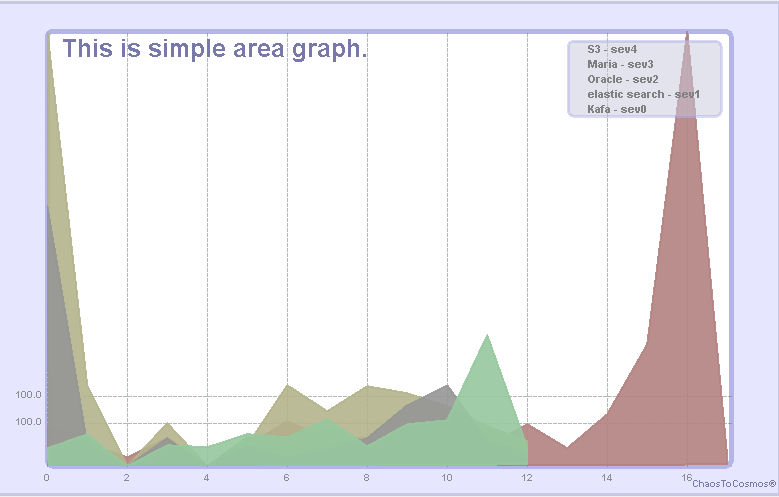 This is simple area graph.
S3 - sev4
Maria - sev3
Oracle - sev2
elastic search - sev1
Kafa - sev0
100.0
100.0
0 2 4 6 8 10 12 14 16
ChaosToCosmos®